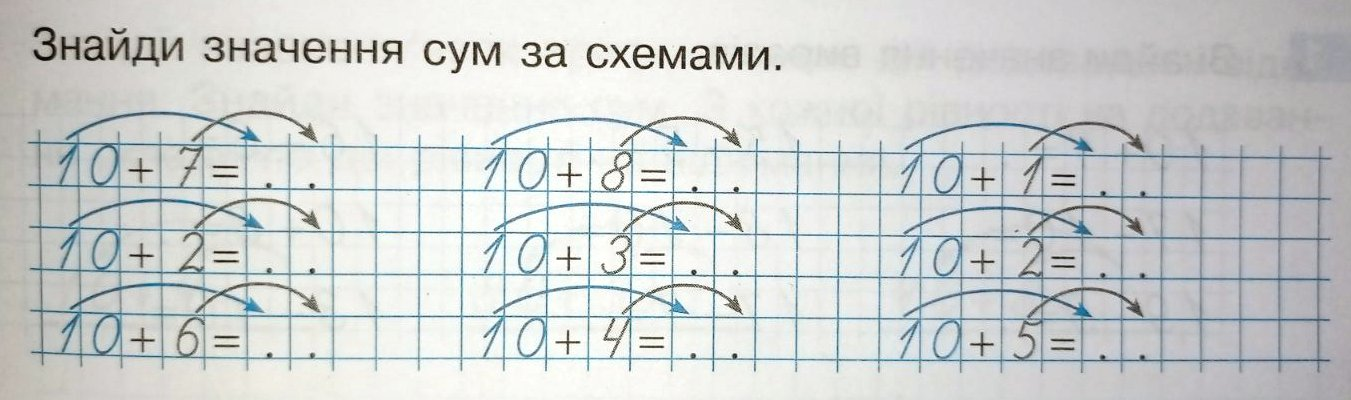 Знайди значення сум за схемами.
10 + 7 = . . 10 + 8 = . . 10 + 1 = . .
10 + 2 = . . 10 + 3 = . . 10 + 2 = . .
10 + 6 = . . 10 + 4 = . . 10 + 5 = . .